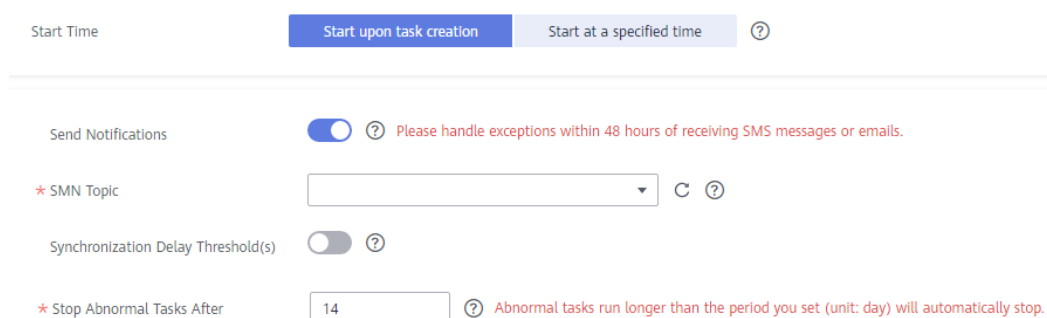 Start Time Start upon task creation Start at a specified time ?
Send Notifications ? Please handle exceptions within 48 hours of receiving SMS messages or emails.
* SMN Topic ?
Synchronization Delay Threshold(s) ?
* Stop Abnormal Tasks After 14 ? Abnormal tasks run longer than the period you set (unit: day) will automatically stop.